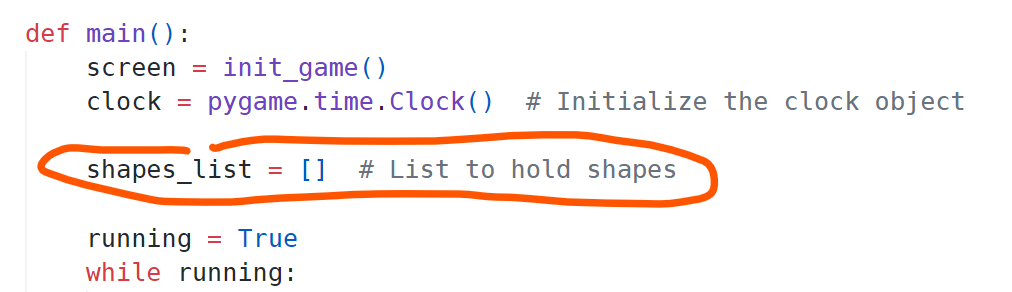 def main():
    screen = init_game()
    clock = pygame.time.Clock()  # Initialize the clock object
    shapes_list = []  # List to hold shapes
    running = True
    while running: